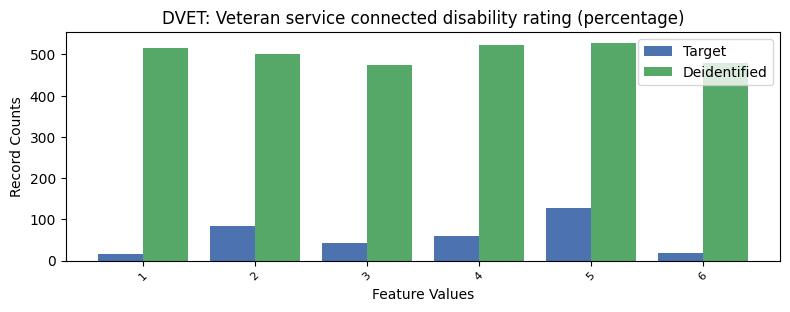 DVET: Veteran service connected disability rating (percentage)
Target
Deidentified
Record Counts
500
400
300
200
100
0
1 2 3 4 5 6
Feature Values